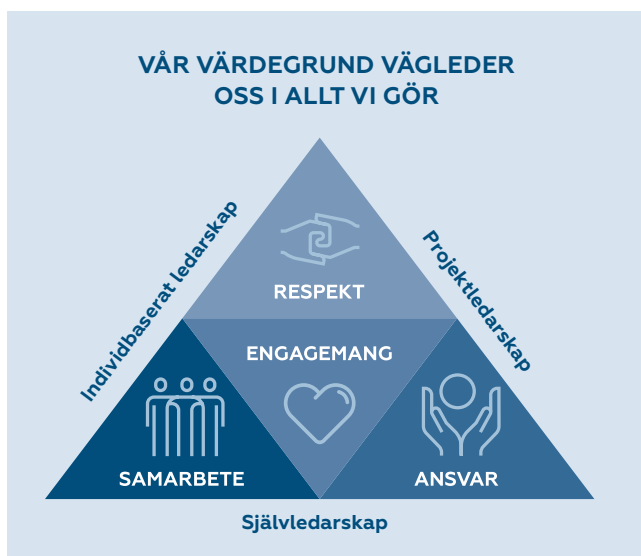 VÅR VÄRDEGRUND VÄGLEDER
OSS I ALLT VI GÖR
Individbaserat ledarskap
Projektledarskap
RESPEKT
ENGAGEMANG
SAMARBETE
ANSVAR
Självledarskap